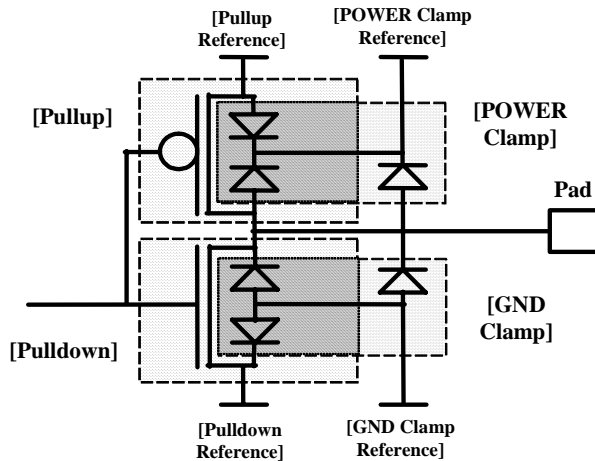 [Pullup
Reference]
[POWER Clamp
Reference]
[Pullup]
[POWER
Clamp]
Pad
[GND
Clamp]
[Pulldown]
[Pulldown
Reference]
[GND Clamp
Reference]